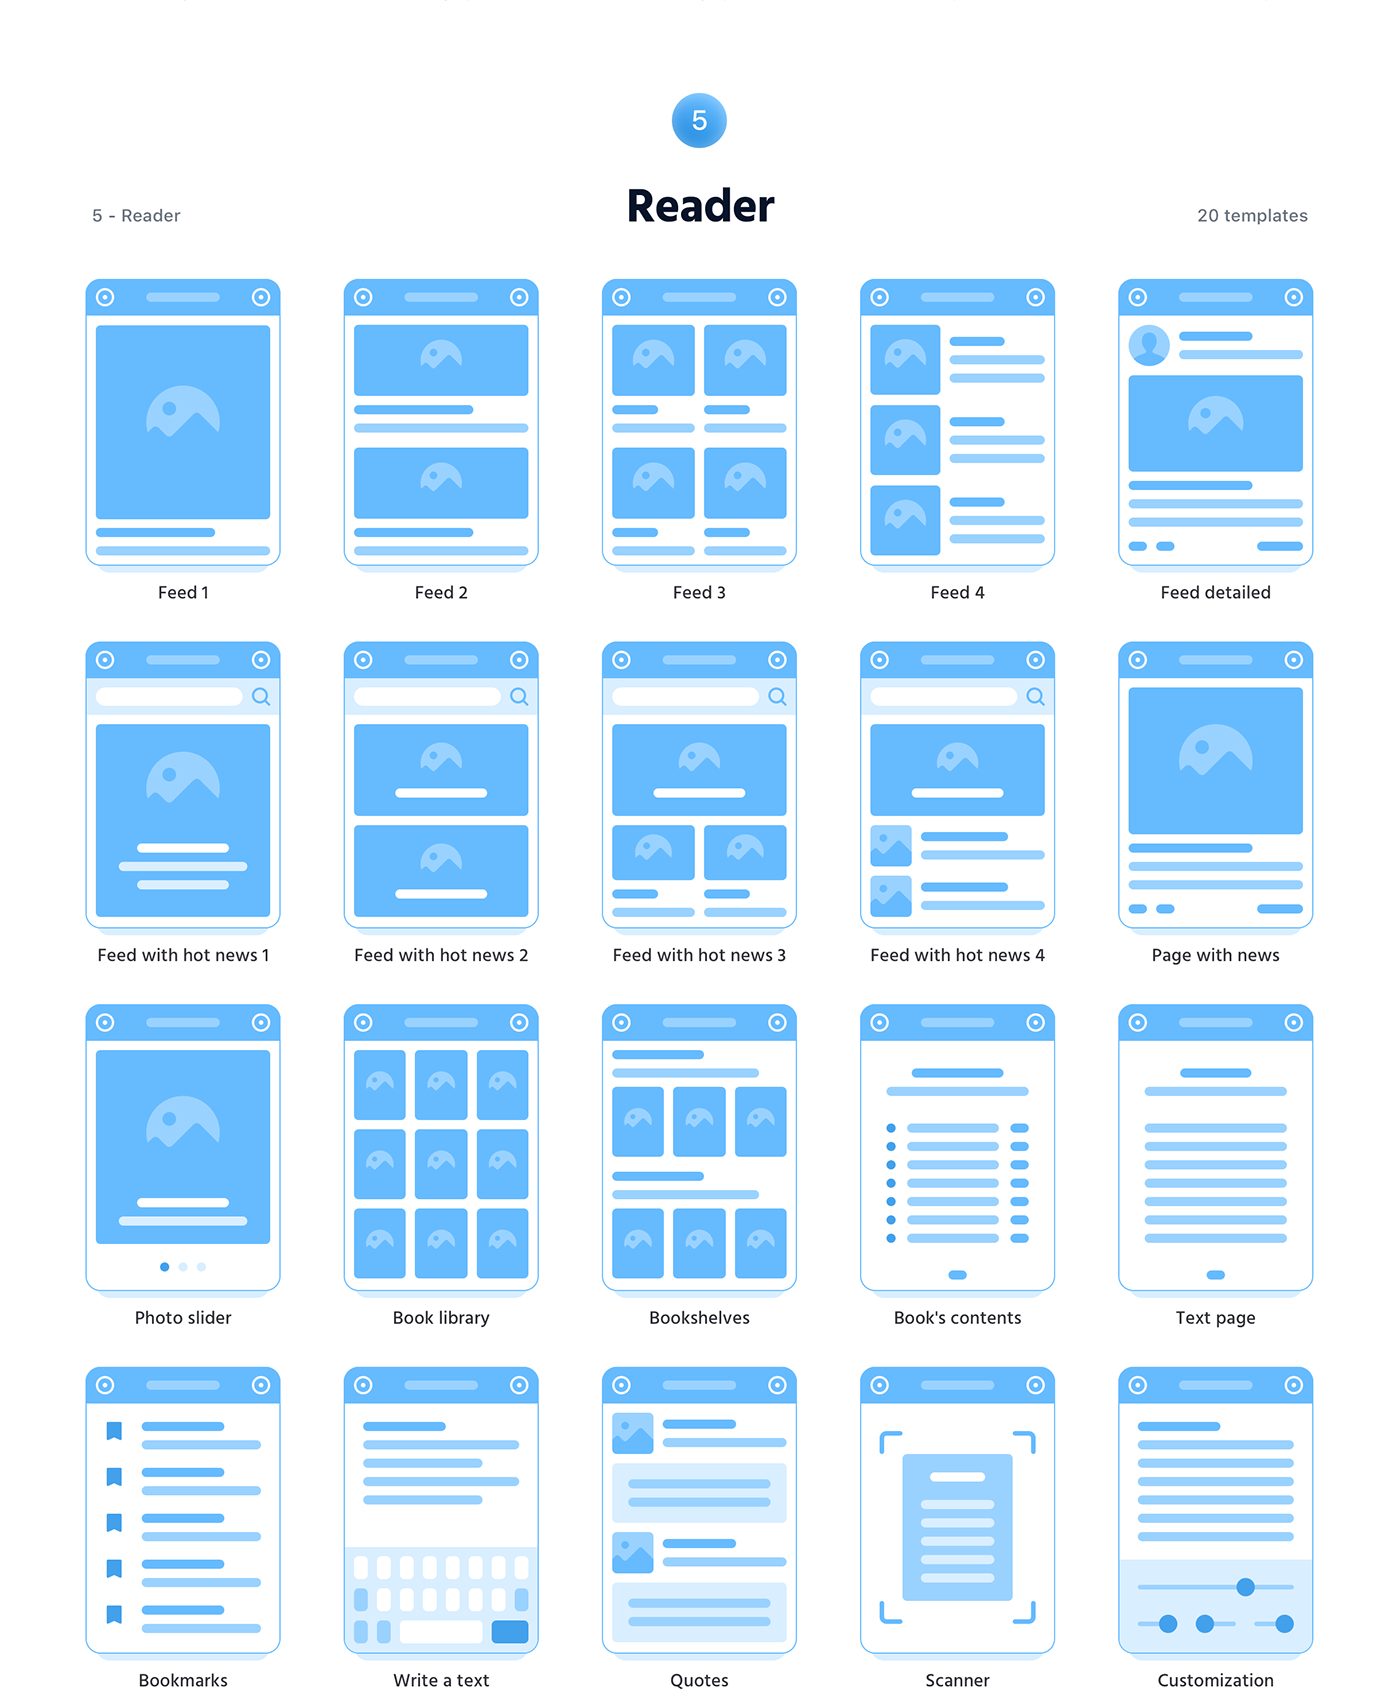 5
Reader
5 - Reader
20 templates
Feed 1
Feed 2
Feed 3
Feed 4
Feed detailed
Feed with hot news 1
Feed with hot news 2
Feed with hot news 3
Feed with hot news 4
Page with news
Photo slider
Book library
Bookshelves
Book's contents
Text page
Bookmarks
Write a text
Quotes
Scanner
Customization